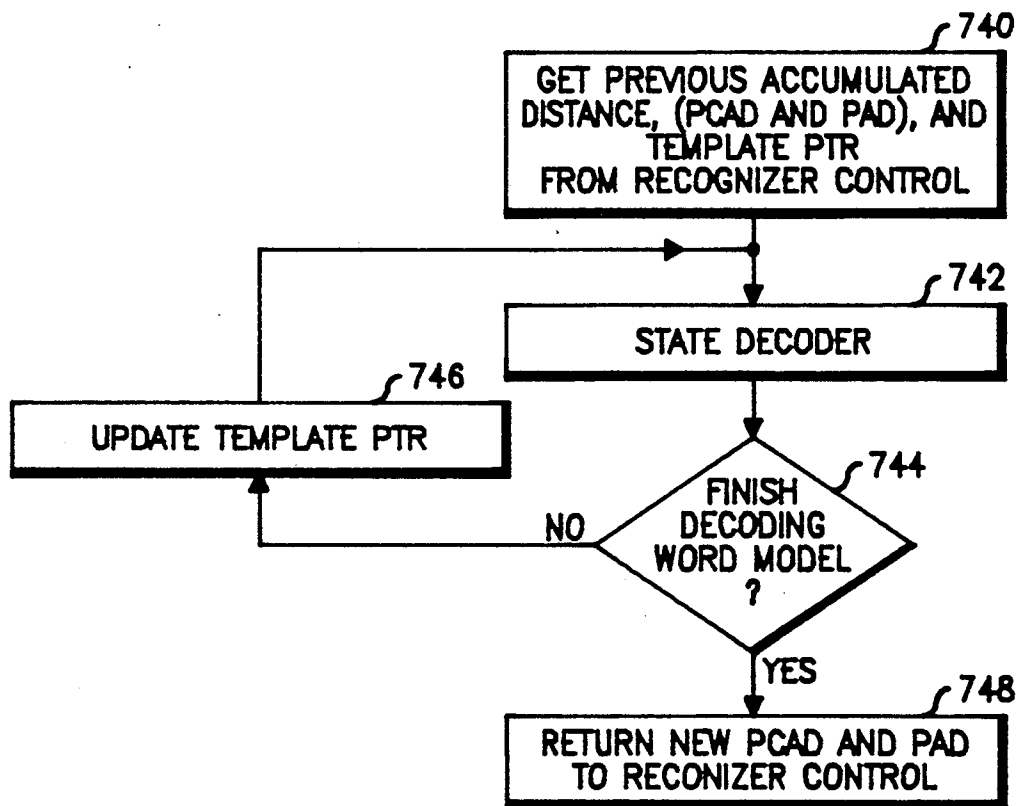 740
GET PREVIOUS ACCUMULATED
DISTANCE, (PCAD AND PAD), AND
TEMPLATE PTR
FROM RECOGNIZER CONTROL
742
STATE DECODER
746
UPDATE TEMPLATE PTR
744
FINISH
DECODING
WORD MODEL
?
NO
YES
748
RETURN NEW PCAD AND PAD
TO RECONIZER CONTROL